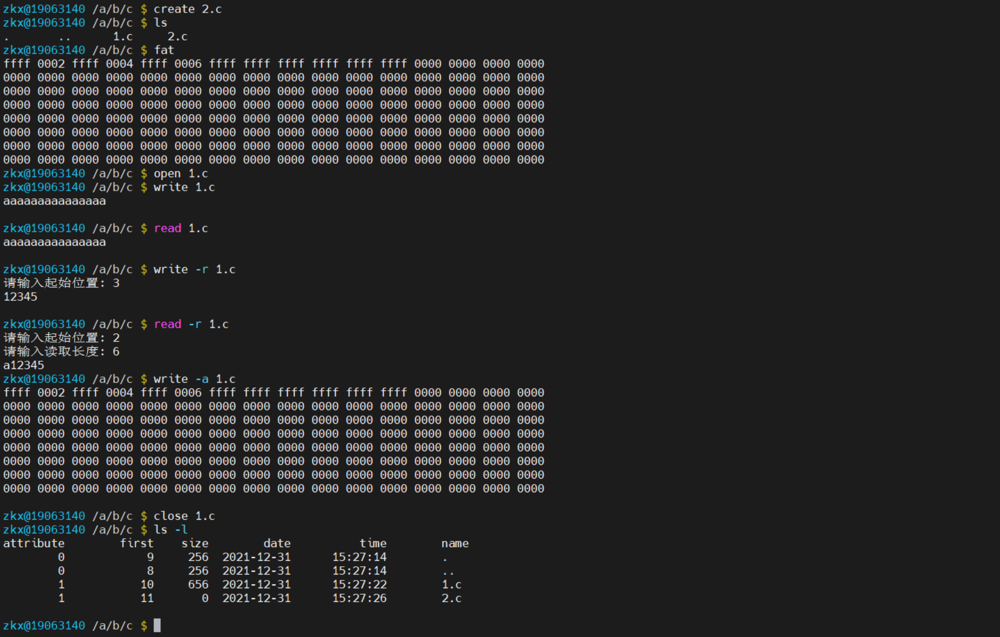 zkx@19063140 /a/b/c $ create 2.c
zkx@19063140 /a/b/c $ ls
. .. 1.c 2.c
zkx@19063140 /a/b/c $ fat
ffff 0002 ffff 0004 ffff 0006 ffff ffff ffff ffff ffff ffff 0000 0000 0000 0000
0000 0000 0000 0000 0000 0000 0000 0000 0000 0000 0000 0000 0000 0000 0000 0000
0000 0000 0000 0000 0000 0000 0000 0000 0000 0000 0000 0000 0000 0000 0000 0000
0000 0000 0000 0000 0000 0000 0000 0000 0000 0000 0000 0000 0000 0000 0000 0000
0000 0000 0000 0000 0000 0000 0000 0000 0000 0000 0000 0000 0000 0000 0000 0000
0000 0000 0000 0000 0000 0000 0000 0000 0000 0000 0000 0000 0000 0000 0000 0000
0000 0000 0000 0000 0000 0000 0000 0000 0000 0000 0000 0000 0000 0000 0000 0000
0000 0000 0000 0000 0000 0000 0000 0000 0000 0000 0000 0000 0000 0000 0000 0000
zkx@19063140 /a/b/c $ open 1.c
zkx@19063140 /a/b/c $ write 1.c
aaaaaaaaaaaaaaa
zkx@19063140 /a/b/c $ read 1.c
aaaaaaaaaaaaaaa
zkx@19063140 /a/b/c $ write -r 1.c
请输入起始位置: 3
12345
zkx@19063140 /a/b/c $ read -r 1.c
请输入起始位置: 2
请输入读取长度: 6
a12345
zkx@19063140 /a/b/c $ write -a 1.c
ffff 0002 ffff 0004 ffff 0006 ffff ffff ffff ffff ffff ffff 0000 0000 0000 0000
0000 0000 0000 0000 0000 0000 0000 0000 0000 0000 0000 0000 0000 0000 0000 0000
0000 0000 0000 0000 0000 0000 0000 0000 0000 0000 0000 0000 0000 0000 0000 0000
0000 0000 0000 0000 0000 0000 0000 0000 0000 0000 0000 0000 0000 0000 0000 0000
0000 0000 0000 0000 0000 0000 0000 0000 0000 0000 0000 0000 0000 0000 0000 0000
0000 0000 0000 0000 0000 0000 0000 0000 0000 0000 0000 0000 0000 0000 0000 0000
0000 0000 0000 0000 0000 0000 0000 0000 0000 0000 0000 0000 0000 0000 0000 0000
0000 0000 0000 0000 0000 0000 0000 0000 0000 0000 0000 0000 0000 0000 0000 0000
zkx@19063140 /a/b/c $ close 1.c
zkx@19063140 /a/b/c $ ls -l
attribute first size date time name
0 9 256 2021-12-31 15:27:14 .
0 8 256 2021-12-31 15:27:14 ..
1 10 656 2021-12-31 15:27:22 1.c
1 11 0 2021-12-31 15:27:26 2.c
zkx@19063140 /a/b/c $